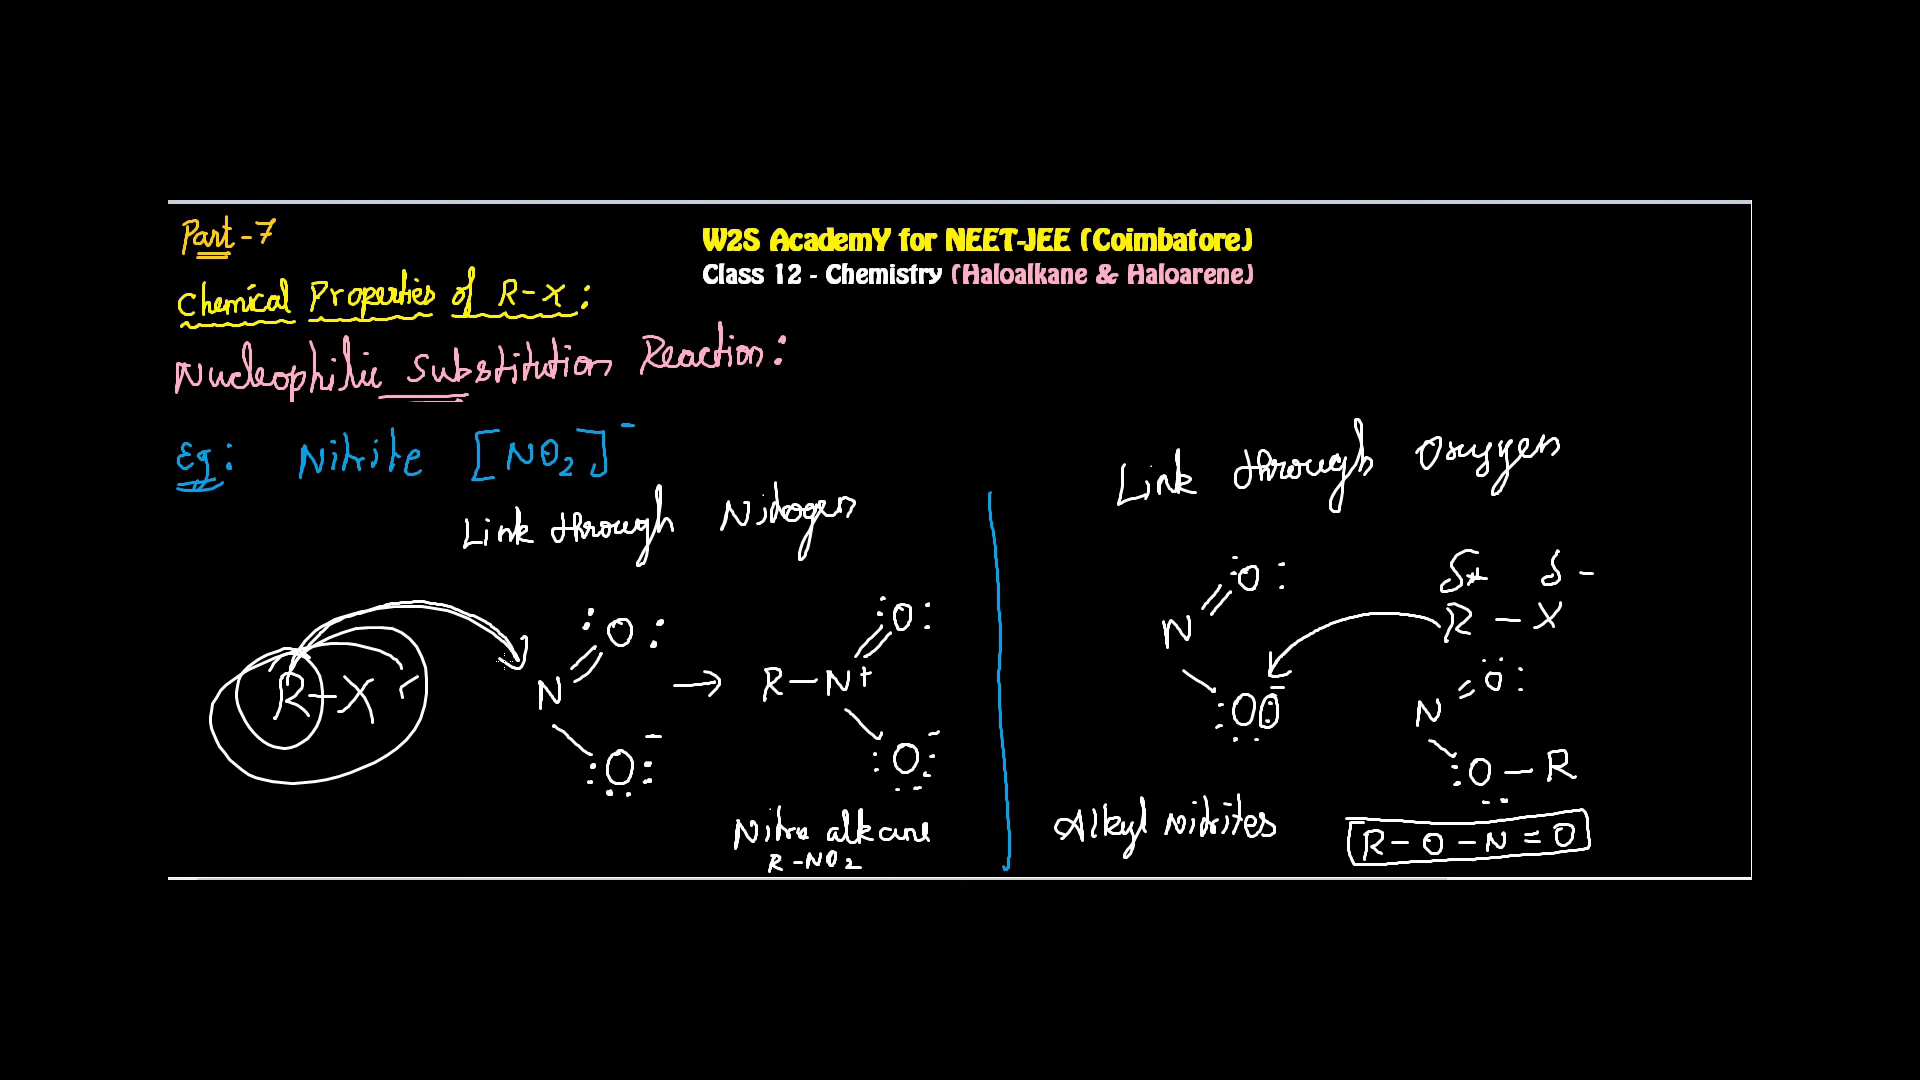 Part-7
W2S AcademY for NEET-JEE (Coimbatore)
Class 12 - Chemistry (Haloalkane & Haloarene)
Chemical Properties of R-X:
Nucleophilic Substitution Reaction:
Eg: Nitrite [NO₂]⁻
Link through Nitrogen
R-X
N
:O:
:O:⁻
→
R-N+
:O:
:O:⁻
Nitro alkane
R-NO₂
Link through Oxygen
N
:O:
:O⊖
δ+ δ-
R-X
N
=O:
:O-R
Alkyl nitrites
R-O-N=O